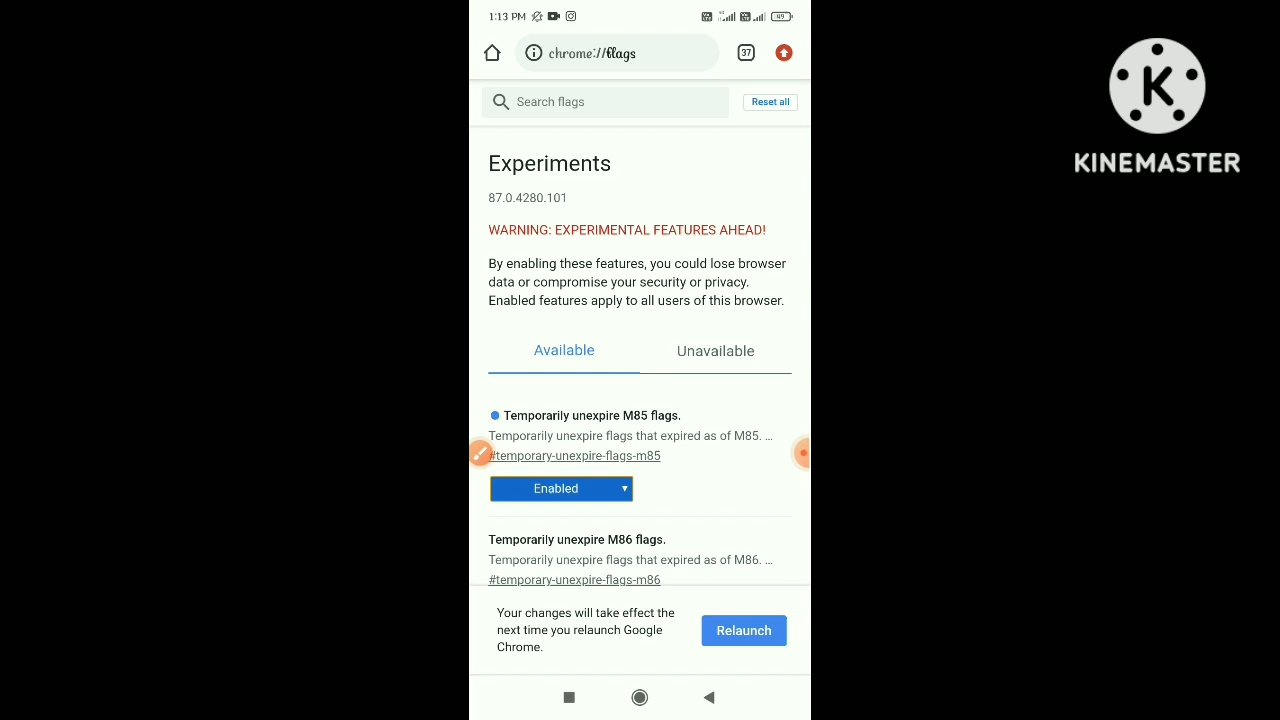 1:13 PM
49
chrome://flags
37
Search flags
Reset all
Experiments
87.0.4280.101
WARNING: EXPERIMENTAL FEATURES AHEAD!
By enabling these features, you could lose browser
data or compromise your security or privacy.
Enabled features apply to all users of this browser.
Available
Unavailable
Temporarily unexpire M85 flags.
Temporarily unexpire flags that expired as of M85. ...
#temporary-unexpire-flags-m85
Enabled
Temporarily unexpire M86 flags.
Temporarily unexpire flags that expired as of M86. ...
#temporary-unexpire-flags-m86
Your changes will take effect the
next time you relaunch Google
Chrome.
Relaunch
K
KINEMASTER